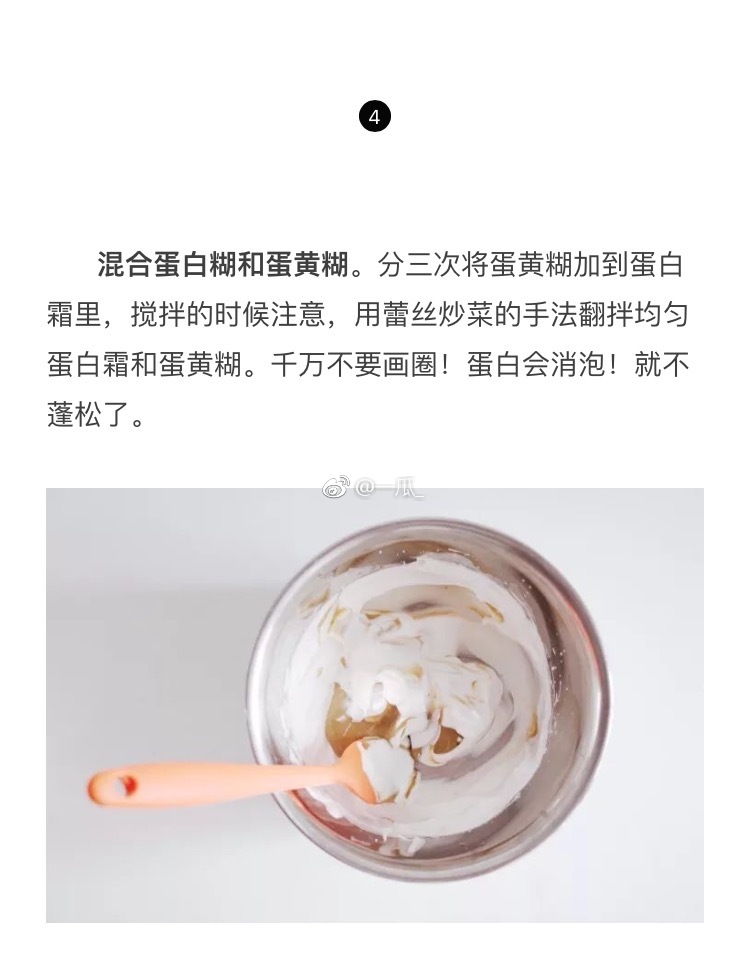 4
混合蛋白糊和蛋黄糊。分三次将蛋黄糊加到蛋白
霜里，搅拌的时候注意，用蕾丝炒菜的手法翻拌均匀
蛋白霜和蛋黄糊。千万不要画圈！蛋白会消泡！就不
蓬松了。
@一瓜_